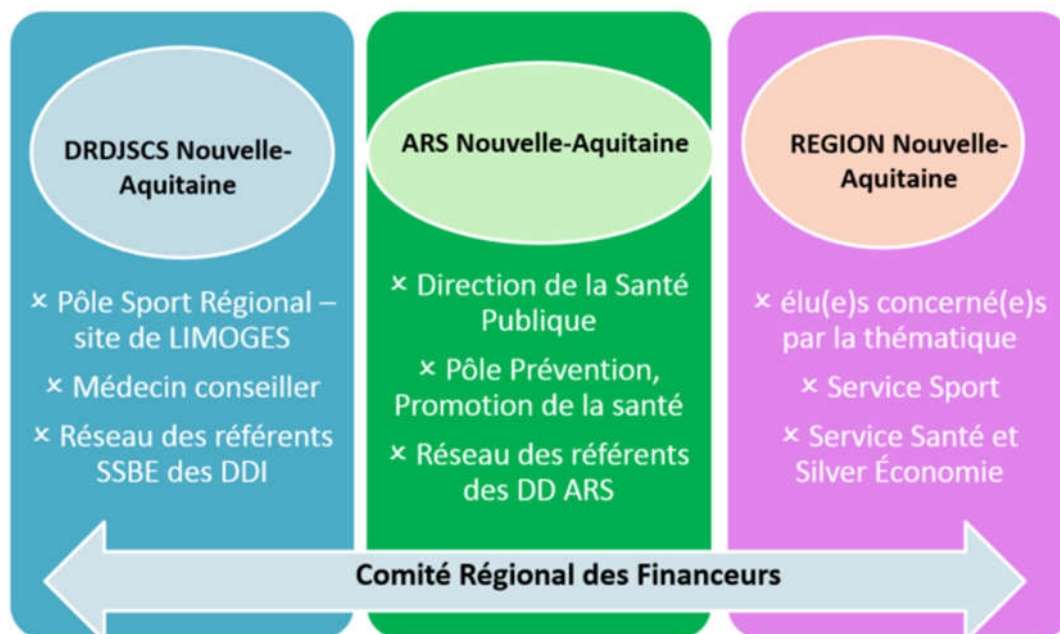 DRDJSCS Nouvelle-
Aquitaine
× Pôle Sport Régional –
site de LIMOGES
× Médecin conseiller
× Réseau des référents
SSBE des DDI
ARS Nouvelle-Aquitaine
× Direction de la Santé
Publique
× Pôle Prévention,
Promotion de la santé
× Réseau des référents
des DD ARS
REGION Nouvelle-
Aquitaine
× élu(e)s concerné(e)s
par la thématique
× Service Sport
× Service Santé et
Silver Économie
Comité Régional des Financeurs